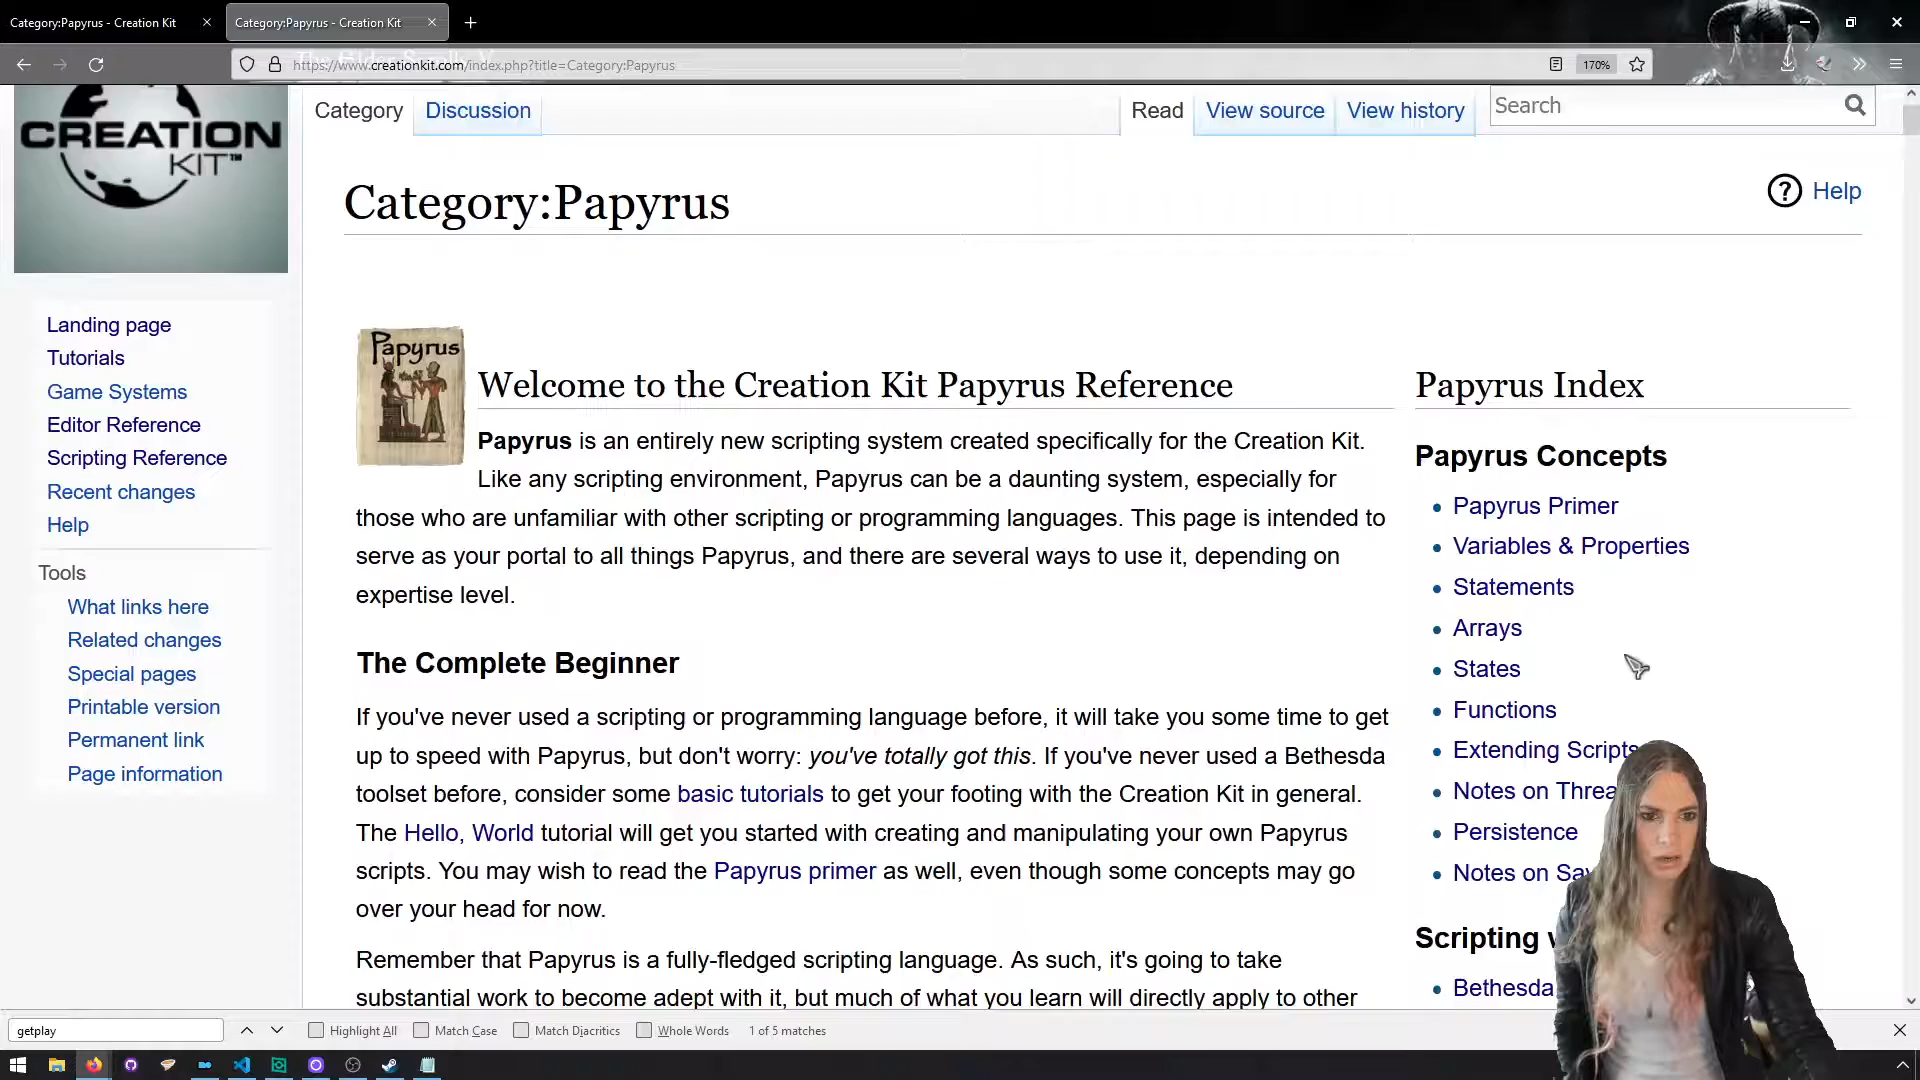 Category:Papyrus - Creation Kit
Category:Papyrus - Creation Kit
https://www.creationkit.com/index.php?title=Category:Papyrus
170%
CREATION
KIT™
Category
Discussion
Read
View source
View history
Search
Category:Papyrus
Help
Landing page
Tutorials
Game Systems
Editor Reference
Scripting Reference
Recent changes
Help
Tools
What links here
Related changes
Special pages
Printable version
Permanent link
Page information
Papyrus
Welcome to the Creation Kit Papyrus Reference
Papyrus is an entirely new scripting system created specifically for the Creation Kit.
Like any scripting environment, Papyrus can be a daunting system, especially for
those who are unfamiliar with other scripting or programming languages. This page is intended to
serve as your portal to all things Papyrus, and there are several ways to use it, depending on
expertise level.
The Complete Beginner
If you've never used a scripting or programming language before, it will take you some time to get
up to speed with Papyrus, but don't worry: you've totally got this. If you've never used a Bethesda
toolset before, consider some basic tutorials to get your footing with the Creation Kit in general.
The Hello, World tutorial will get you started with creating and manipulating your own Papyrus
scripts. You may wish to read the Papyrus primer as well, even though some concepts may go
over your head for now.
Remember that Papyrus is a fully-fledged scripting language. As such, it's going to take
substantial work to become adept with it, but much of what you learn will directly apply to other
Papyrus Index
Papyrus Concepts
Papyrus Primer
Variables & Properties
Statements
Arrays
States
Functions
Extending Scripts
Notes on Threa
Persistence
Notes on Sav
Scripting
Bethesda
getplay
Highlight All
Match Case
Match Diacritics
Whole Words
1 of 5 matches